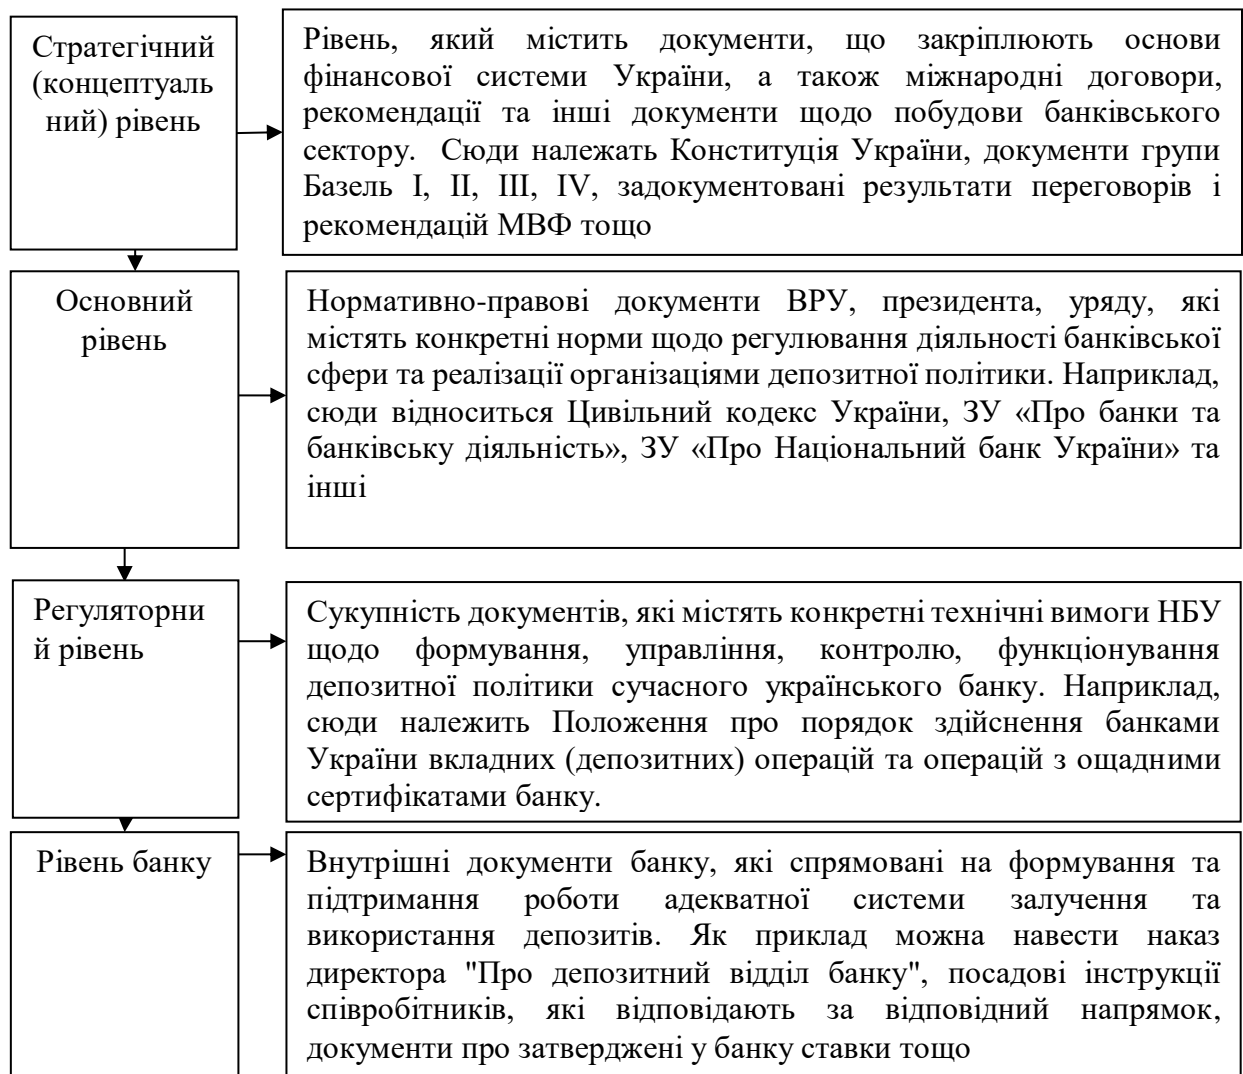 Стратегічний
(концептуаль
ний) рівень
Рівень, який містить документи, що закріплюють основи
фінансової системи України, а також міжнародні договори,
рекомендації та інші документи щодо побудови банківського
сектору. Сюди належать Конституція України, документи групи
Базель I, II, III, IV, задокументовані результати переговорів і
рекомендацій МВФ тощо
Основний
рівень
Нормативно-правові документи ВРУ, президента, уряду, які
містять конкретні норми щодо регулювання діяльності банківської
сфери та реалізації організаціями депозитної політики. Наприклад,
сюди відноситься Цивільний кодекс України, ЗУ «Про банки та
банківську діяльність», ЗУ «Про Національний банк України» та
інші
Регуляторни
й рівень
Сукупність документів, які містять конкретні технічні вимоги НБУ
щодо формування, управління, контролю, функціонування
депозитної політики сучасного українського банку. Наприклад,
сюди належить Положення про порядок здійснення банками
України вкладних (депозитних) операцій та операцій з ощадними
сертифікатами банку.
Рівень банку
Внутрішні документи банку, які спрямовані на формування та
підтримання роботи адекватної системи залучення та
використання депозитів. Як приклад можна навести наказ
директора "Про депозитний відділ банку", посадові інструкції
співробітників, які відповідають за відповідний напрямок,
документи про затверджені у банку ставки тощо